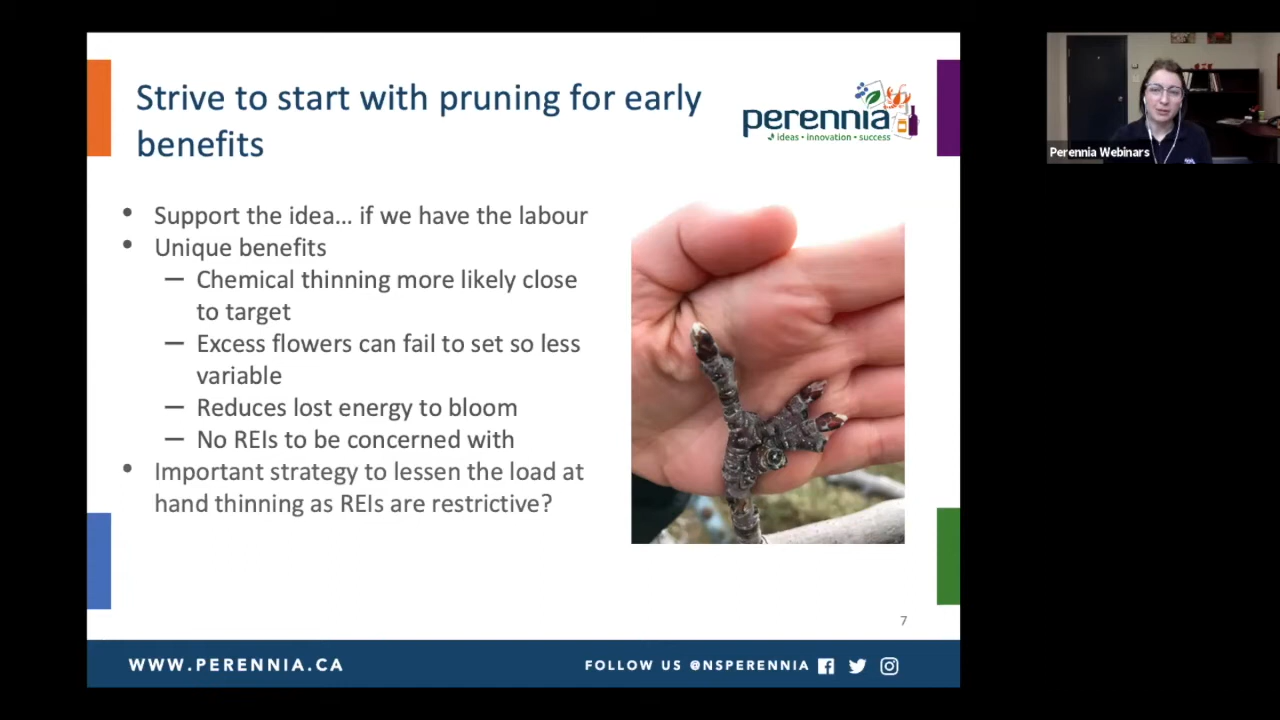 Strive to start with pruning for early
benefits
perennia
ideas • innovation • success
Perennia Webinars
• Support the idea... if we have the labour
• Unique benefits
– Chemical thinning more likely close
to target
– Excess flowers can fail to set so less
variable
– Reduces lost energy to bloom
– No REIs to be concerned with
• Important strategy to lessen the load at
hand thinning as REIs are restrictive?
7
WWW.PERENNIA.CA
FOLLOW US @NSPERENNIA